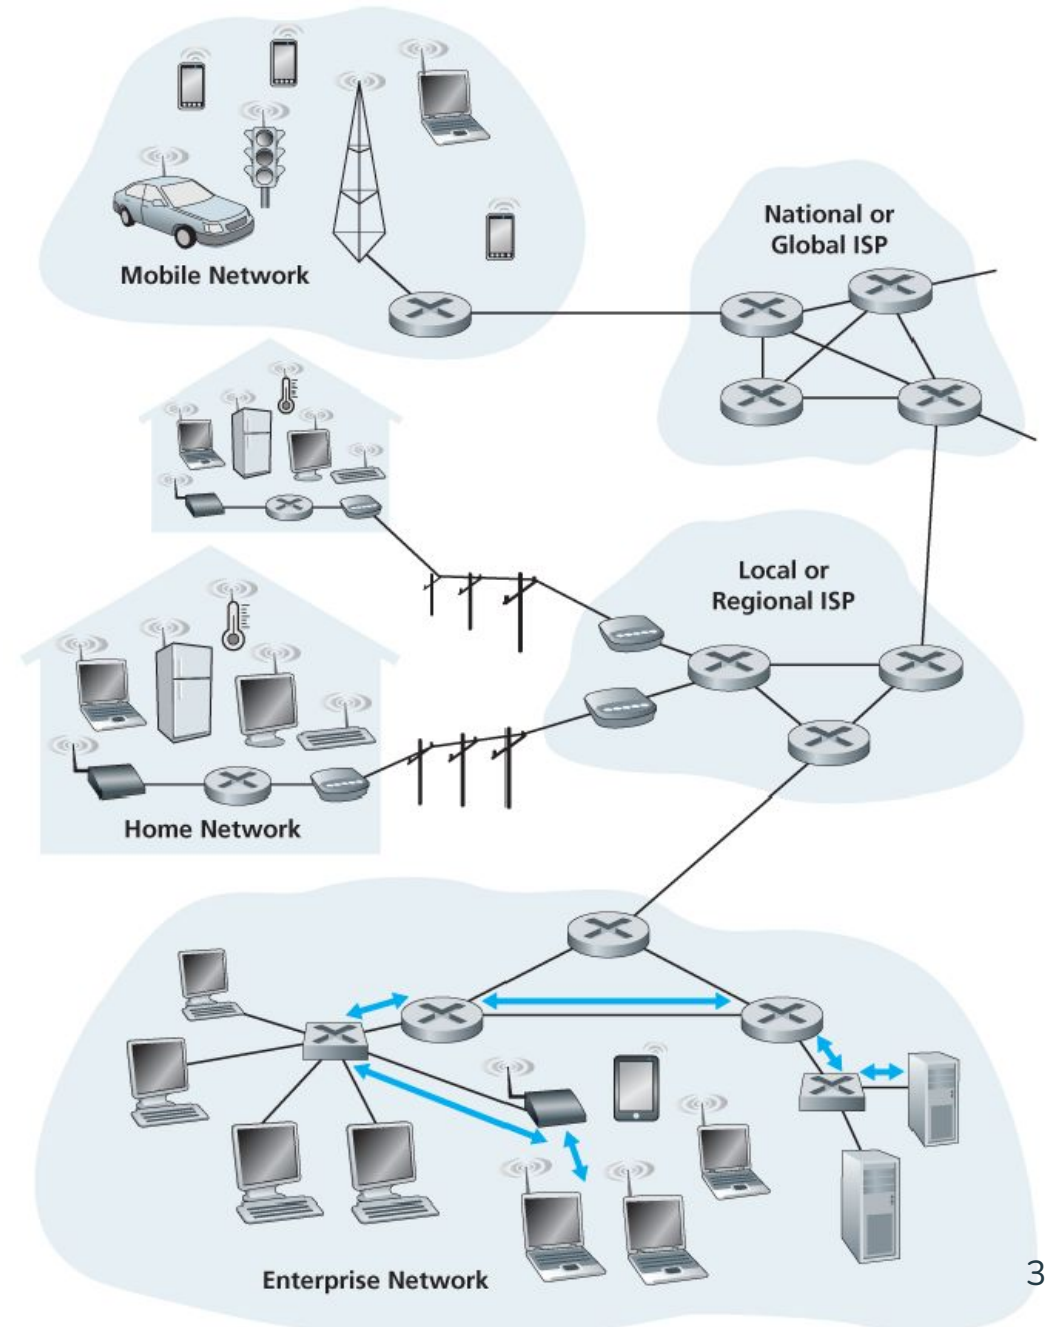 National or
Global ISP
Mobile Network
Local or
Regional ISP
Home Network
Enterprise Network
3